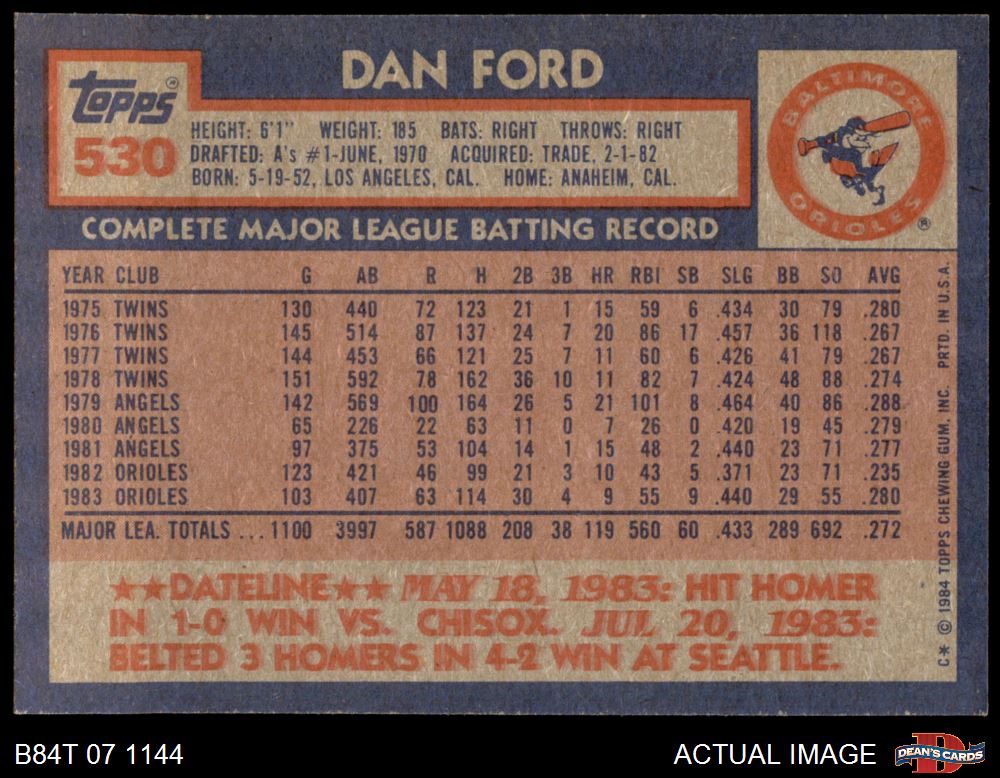 DAN FORD
Topps®
530
HEIGHT: 6'1" WEIGHT: 185 BATS: RIGHT THROWS: RIGHT
DRAFTED: A's #1-JUNE, 1970 ACQUIRED: TRADE, 2-1-82
BORN: 5-19-52, LOS ANGELES, CAL. HOME: ANAHEIM, CAL.
BALTIMORE
ORIOLES
®
COMPLETE MAJOR LEAGUE BATTING RECORD
YEAR CLUB G AB R H 2B 3B HR RBI SB SLG BB SO AVG
1975 TWINS 130 440 72 123 21 1 15 59 6 .434 30 79 .280
1976 TWINS 145 514 87 137 24 7 20 86 17 .457 36 118 .267
1977 TWINS 144 453 66 121 25 7 11 60 6 .426 41 79 .267
1978 TWINS 151 592 78 162 36 10 11 82 7 .424 48 88 .274
1979 ANGELS 142 569 100 164 26 5 21 101 8 .464 40 86 .288
1980 ANGELS 65 226 22 63 11 0 7 26 0 .420 19 45 .279
1981 ANGELS 97 375 53 104 14 1 15 48 2 .440 23 71 .277
1982 ORIOLES 123 421 46 99 21 3 10 43 5 .371 23 71 .235
1983 ORIOLES 103 407 63 114 30 4 9 55 9 .440 29 55 .280
MAJOR LEA. TOTALS ... 1100 3997 587 1088 208 38 119 560 60 .433 289 692 .272
★★DATELINE★★ MAY 18, 1983: HIT HOMER
IN 1-0 WIN VS. CHISOX. JUL 20, 1983:
BELTED 3 HOMERS IN 4-2 WIN AT SEATTLE.
C* © 1984 TOPPS CHEWING GUM, INC. PRTD. IN U.S.A.
B84T 07 1144
ACTUAL IMAGE
DEAN'S CARDS